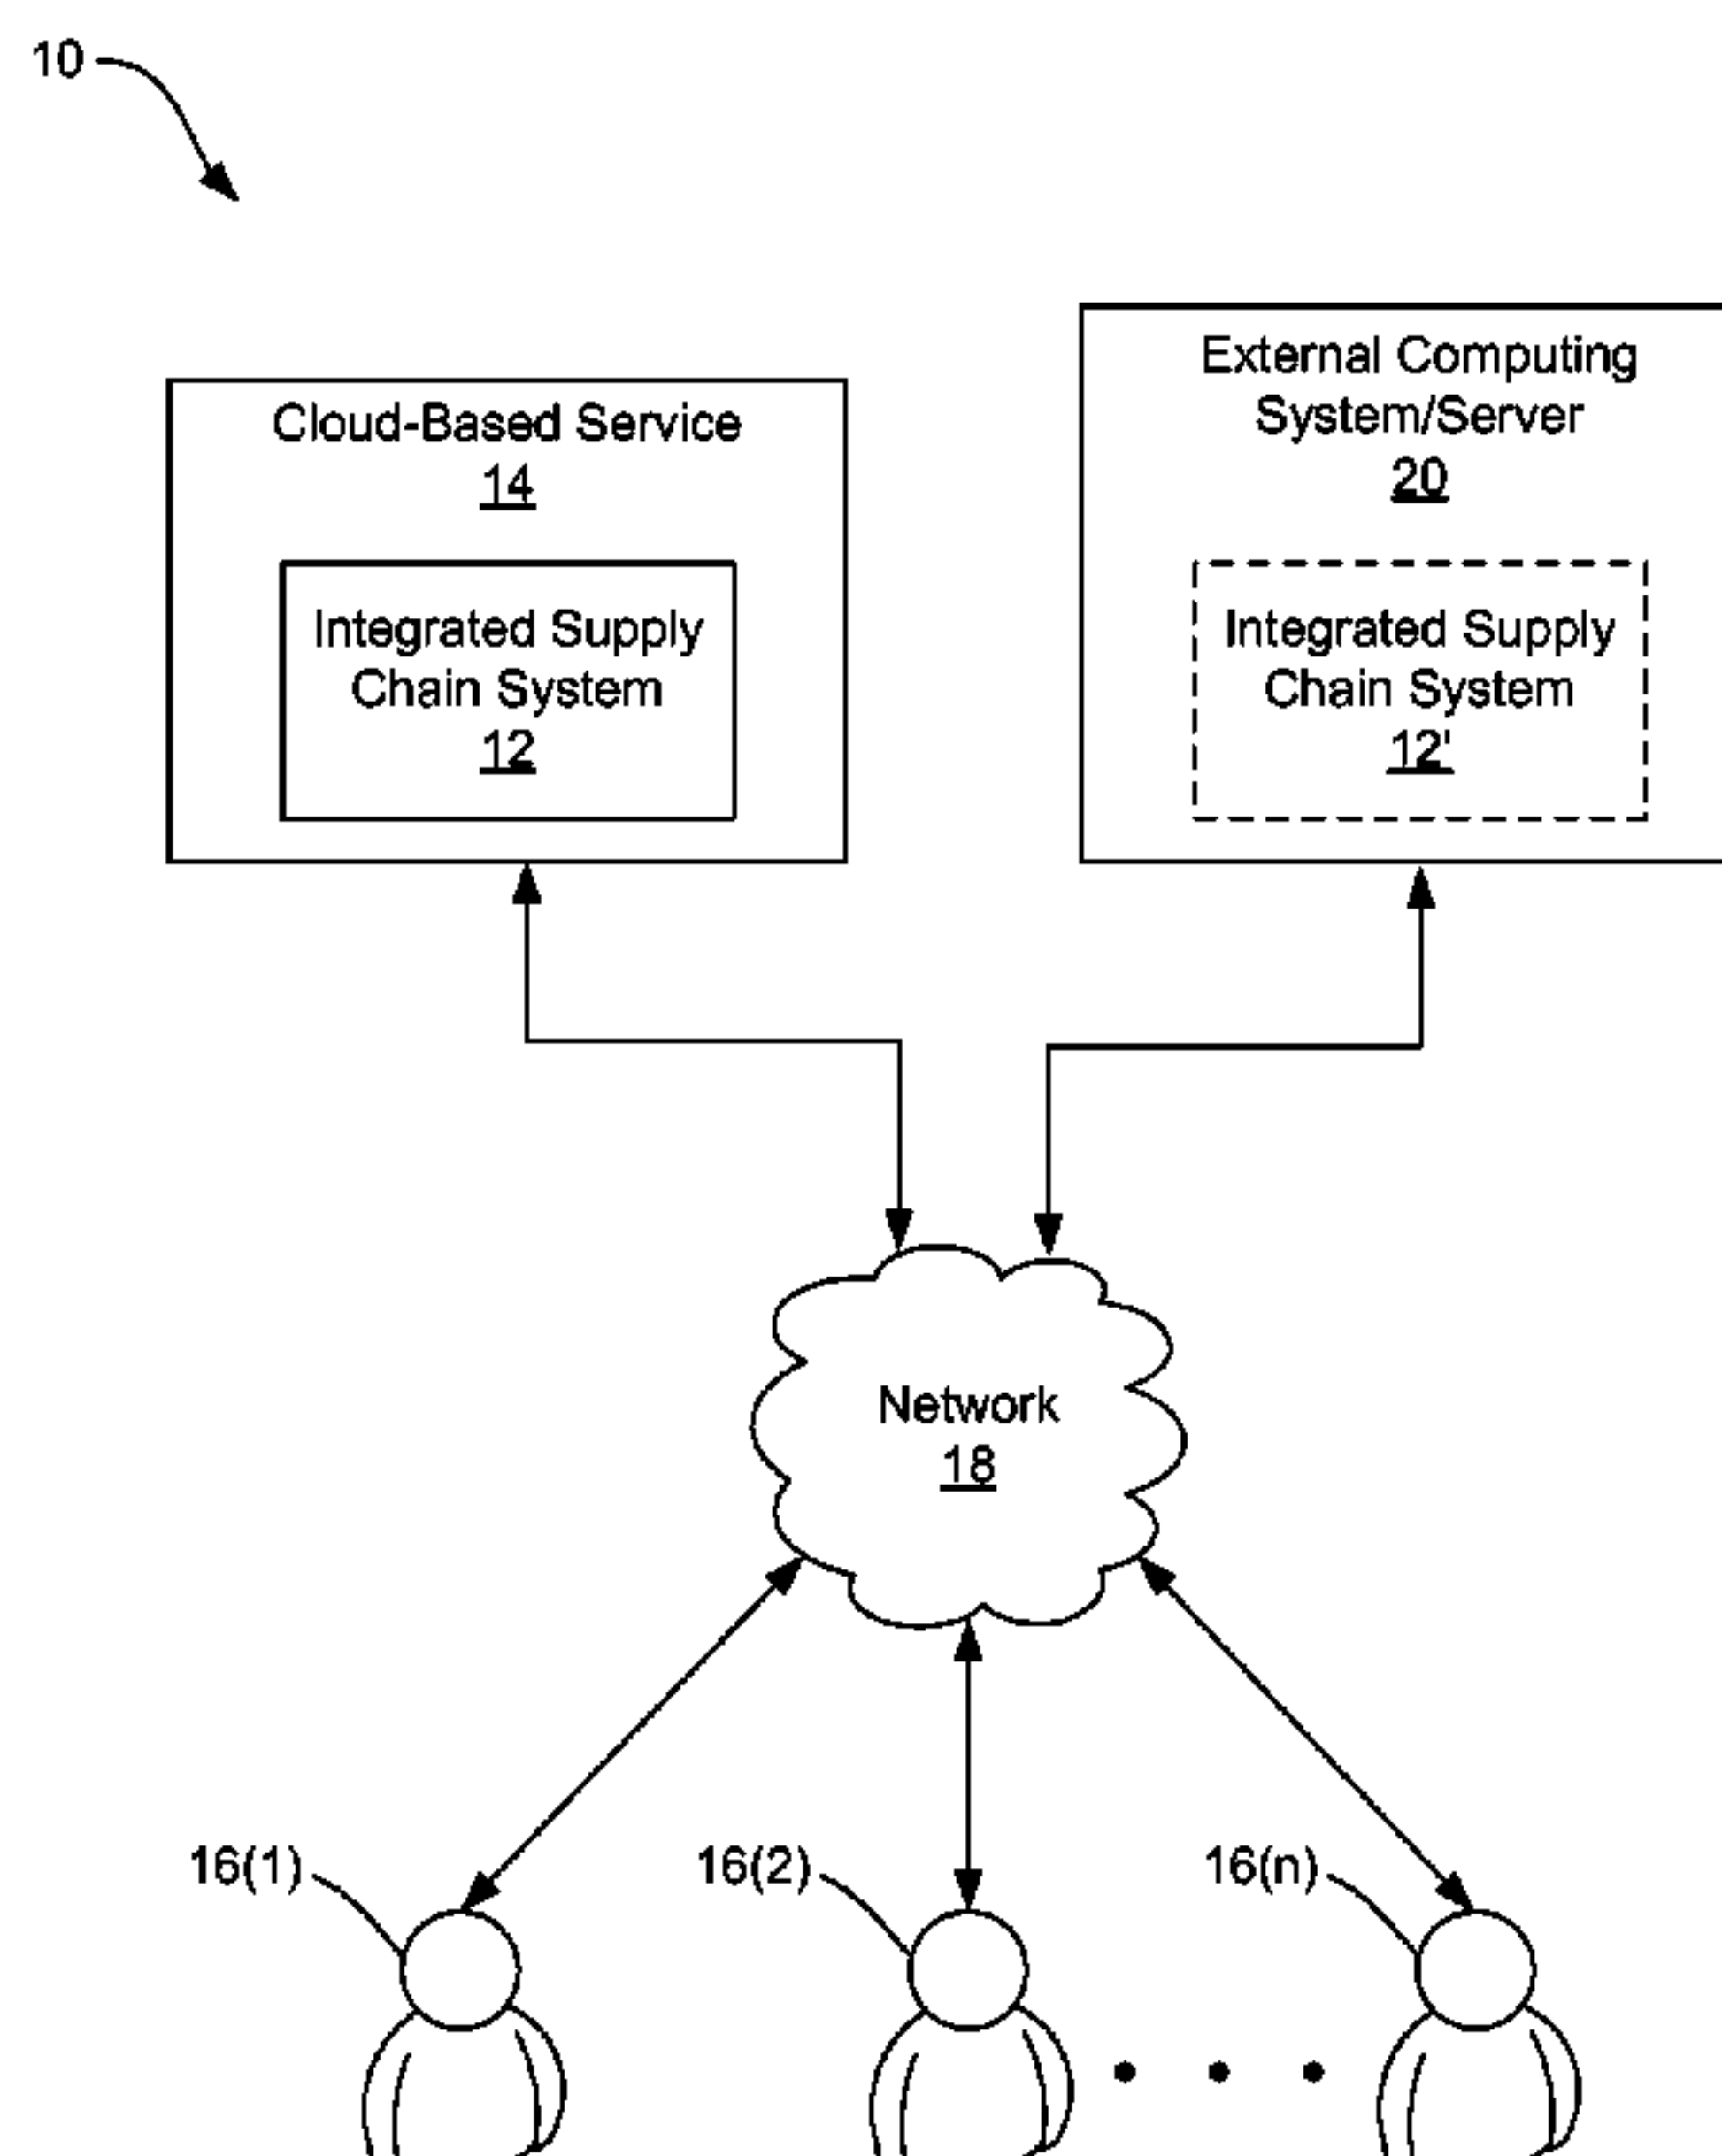 10
Cloud-Based Service
14
Integrated Supply
Chain System
12
External Computing
System/Server
20
Integrated Supply
Chain System
12'
Network
18
16(1)
16(2)
16(n)